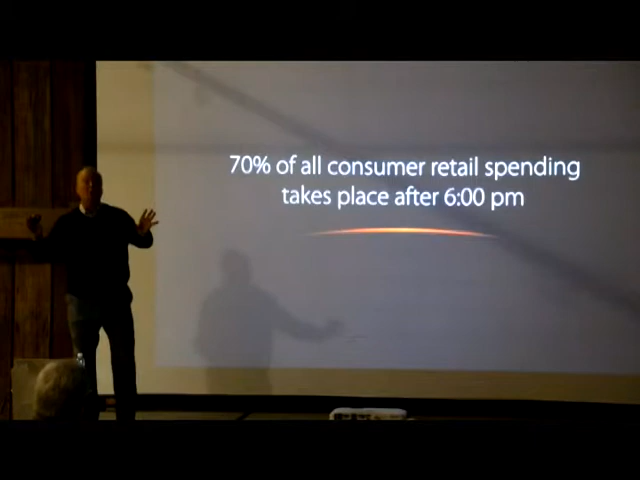 70% of all consumer retail spending
takes place after 6:00 pm